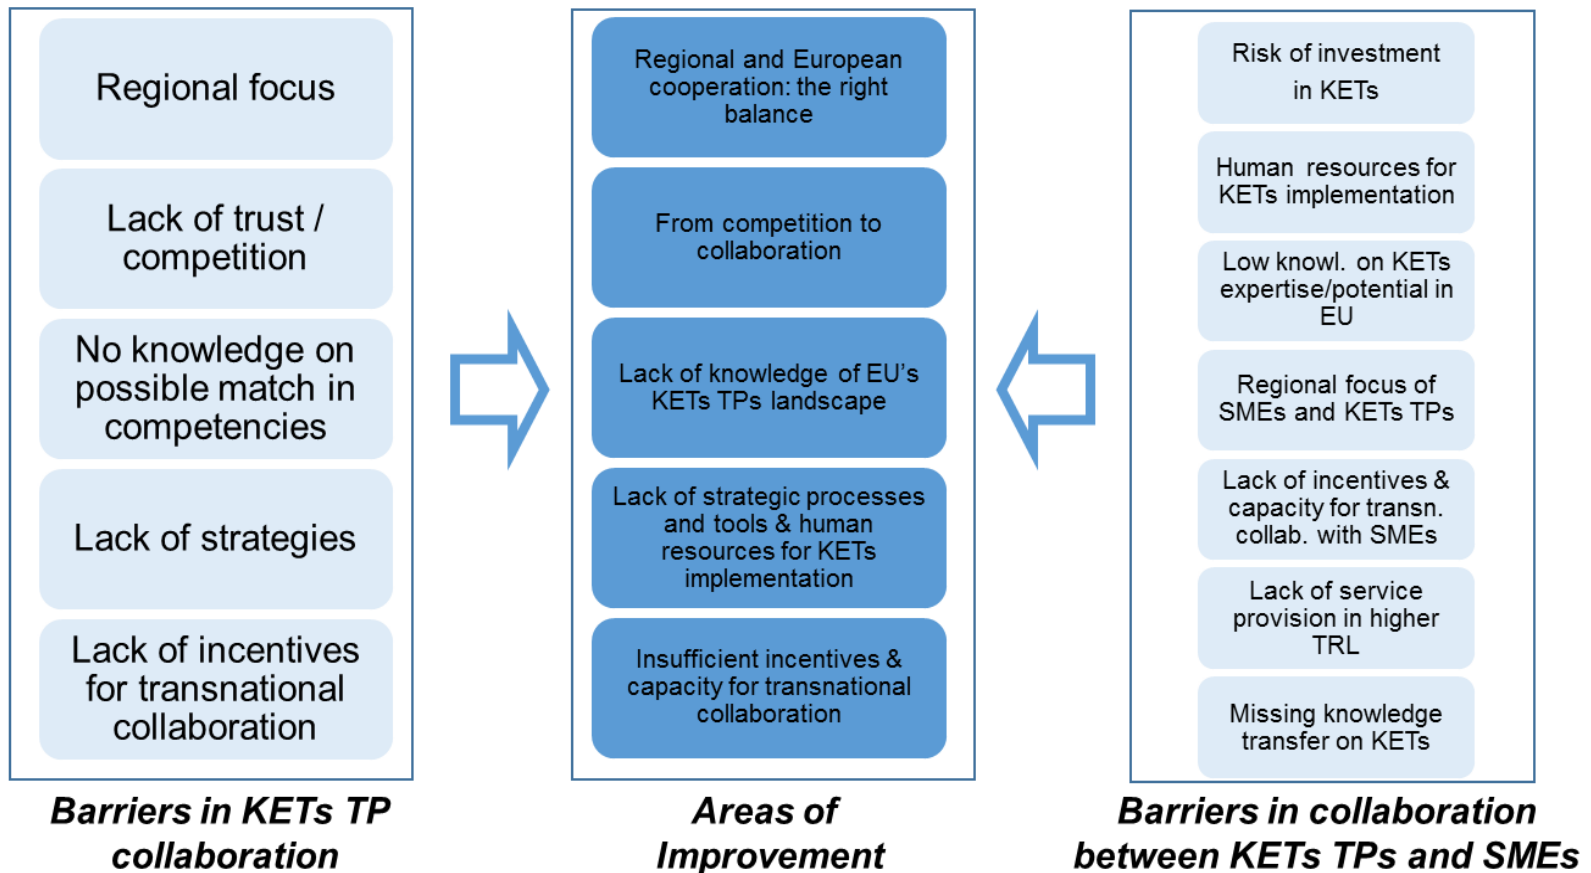 Regional focus
Lack of trust /
competition
No knowledge on
possible match in
competencies
Lack of strategies
Lack of incentives
for transnational
collaboration
Barriers in KETs TP
collaboration
Regional and European
cooperation: the right
balance
From competition to
collaboration
Lack of knowledge of EU’s
KETs TPs landscape
Lack of strategic processes
and tools & human
resources for KETs
implementation
Insufficient incentives &
capacity for transnational
collaboration
Areas of
Improvement
Risk of investment
in KETs
Human resources for
KETs implementation
Low knowl. on KETs
expertise/potential in
EU
Regional focus of
SMEs and KETs TPs
Lack of incentives &
capacity for transn.
collab. with SMEs
Lack of service
provision in higher
TRL
Missing knowledge
transfer on KETs
Barriers in collaboration
between KETs TPs and SMEs